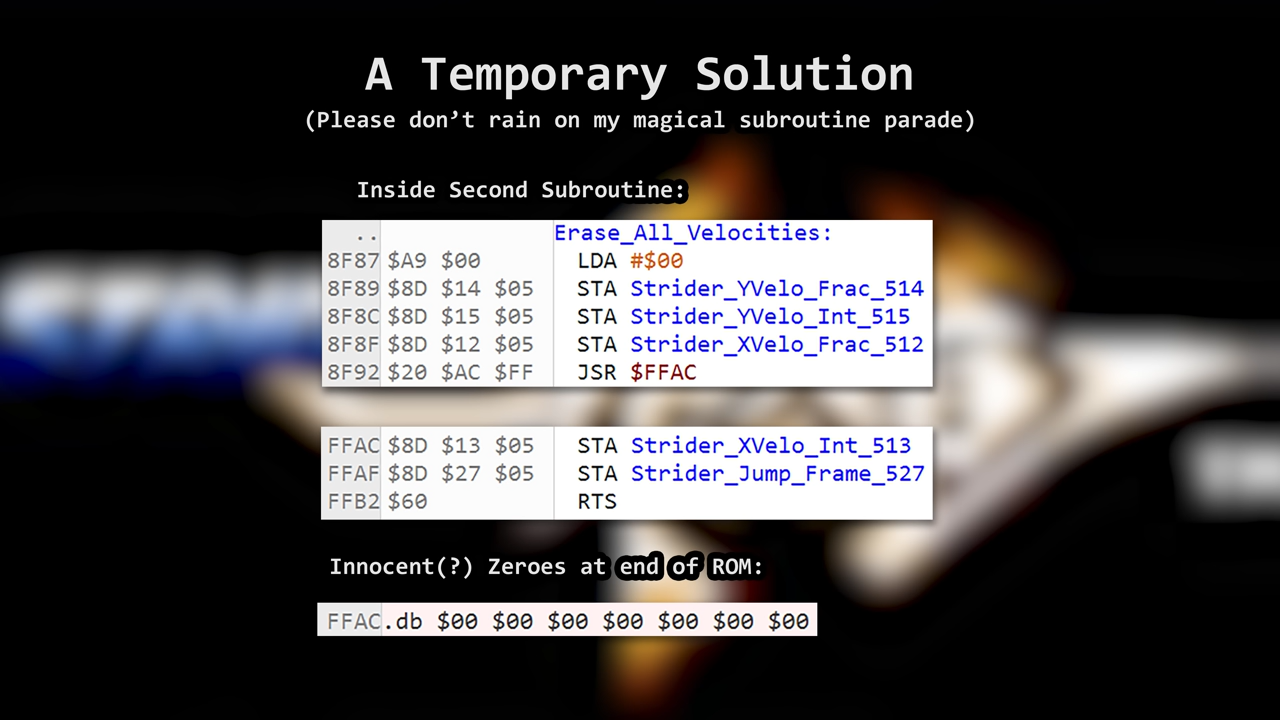 A Temporary Solution
(Please don’t rain on my magical subroutine parade)
Inside Second Subroutine:
.. Erase_All_Velocities:
8F87 $A9 $00 LDA #$00
8F89 $8D $14 $05 STA Strider_YVelo_Frac_514
8F8C $8D $15 $05 STA Strider_YVelo_Int_515
8F8F $8D $12 $05 STA Strider_XVelo_Frac_512
8F92 $20 $AC $FF JSR $FFAC
FFAC $8D $13 $05 STA Strider_XVelo_Int_513
FFAF $8D $27 $05 STA Strider_Jump_Frame_527
FFB2 $60 RTS
Innocent(?) Zeroes at end of ROM:
FFAC .db $00 $00 $00 $00 $00 $00 $00